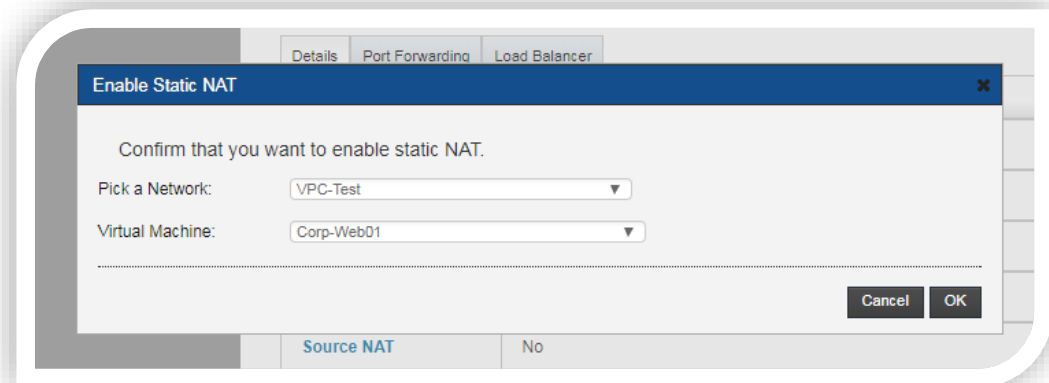 Details Port Forwarding Load Balancer
Enable Static NAT
Confirm that you want to enable static NAT.
Pick a Network: VPC-Test
Virtual Machine: Corp-Web01
Cancel OK
Source NAT No